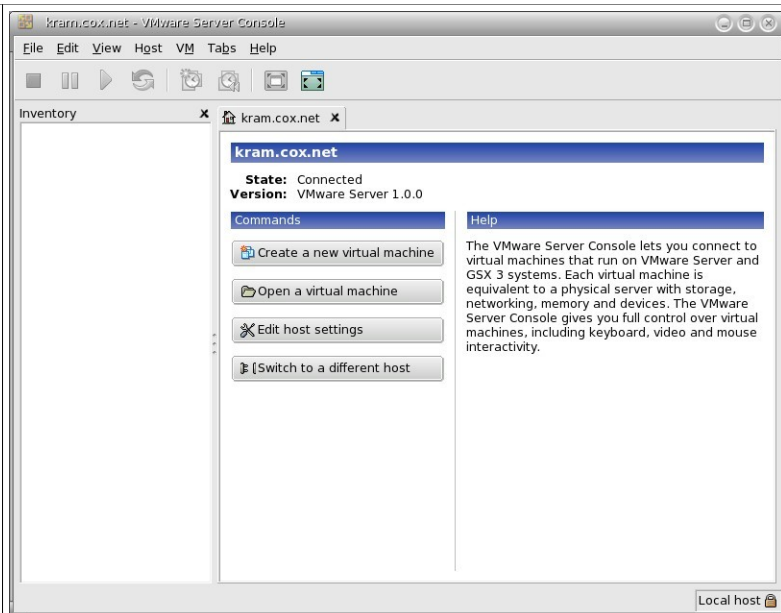 kram.cox.net - VMware Server Console
File Edit View Host VM Tabs Help
Inventory
kram.cox.net
kram.cox.net
State: Connected
Version: VMware Server 1.0.0
Commands
Create a new virtual machine
Open a virtual machine
Edit host settings
Switch to a different host
Help
The VMware Server Console lets you connect to
virtual machines that run on VMware Server and
GSX 3 systems. Each virtual machine is
equivalent to a physical server with storage,
networking, memory and devices. The VMware
Server Console gives you full control over virtual
machines, including keyboard, video and mouse
interactivity.
Local host